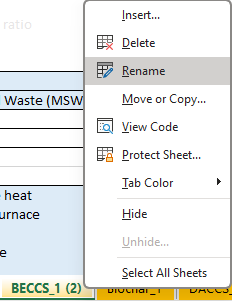 ratio
Insert...
Delete
Rename
Waste (MSW
Move or Copy...
View Code
Protect Sheet...
Tab Color
heat
urnace
Hide
Unhide...
e
Select All Sheets
BECCS_1 (2)
Biochar_1
DACCS